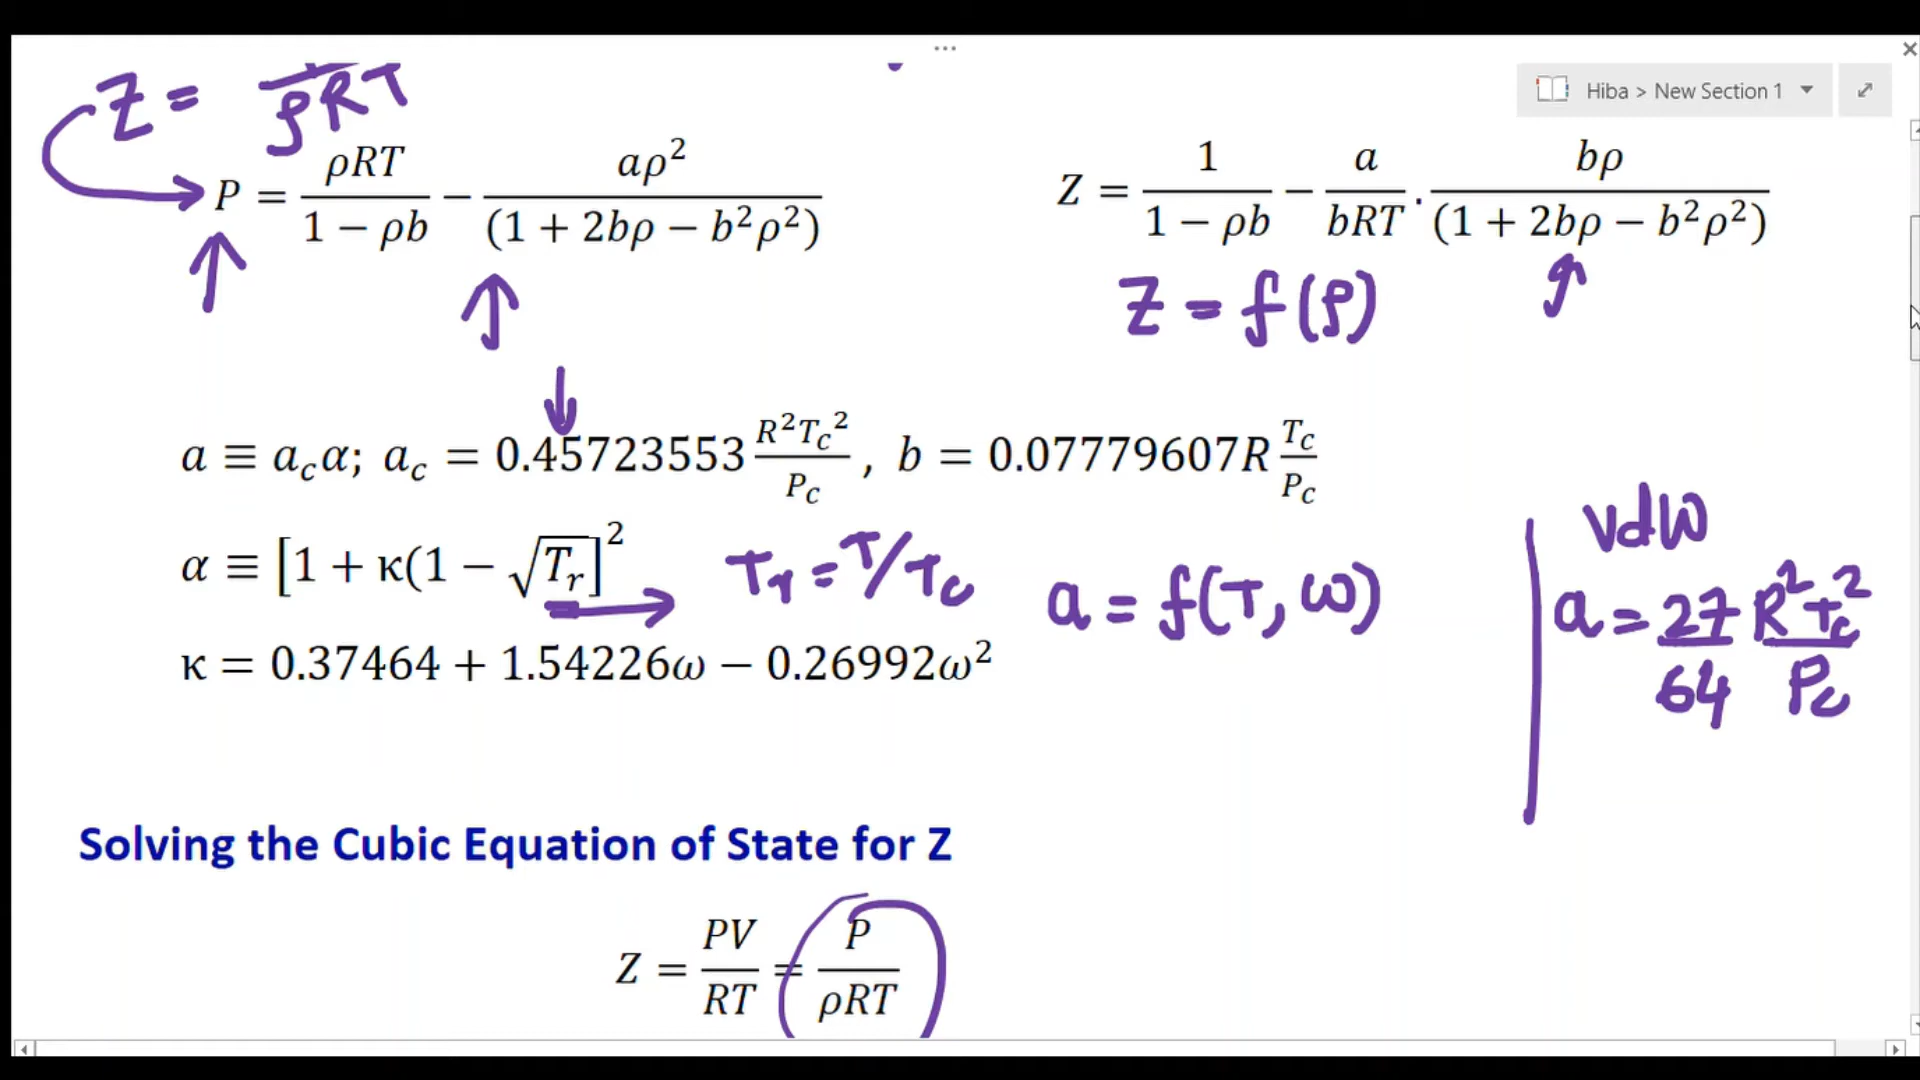 Hiba > New Section 1
Z = ρRT
P = ρRT / (1 − ρb) − aρ² / (1 + 2bρ − b²ρ²)
Z = 1 / (1 − ρb) − a / bRT . bρ / (1 + 2bρ − b²ρ²)
Z = f(ρ)
a ≡ a_cα; a_c = 0.45723553 R²T_c² / P_c , b = 0.07779607R T_c / P_c
α ≡ [1 + κ(1 − √T_r]²
T_r = T/T_c
a = f(T, ω)
κ = 0.37464 + 1.54226ω − 0.26992ω²
VdW
a = 27/64 R²T_c² / P_c
Solving the Cubic Equation of State for Z
Z = PV / RT = P / ρRT